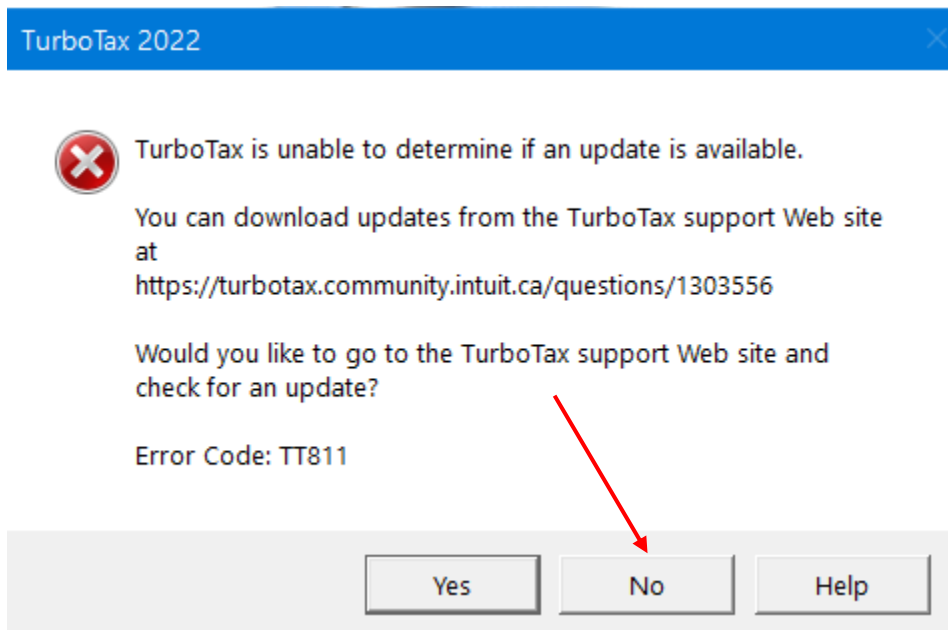 TurboTax 2022
TurboTax is unable to determine if an update is available.
You can download updates from the TurboTax support Web site
at
https://turbotax.community.intuit.ca/questions/1303556
Would you like to go to the TurboTax support Web site and
check for an update?
Error Code: TT811
Yes No Help